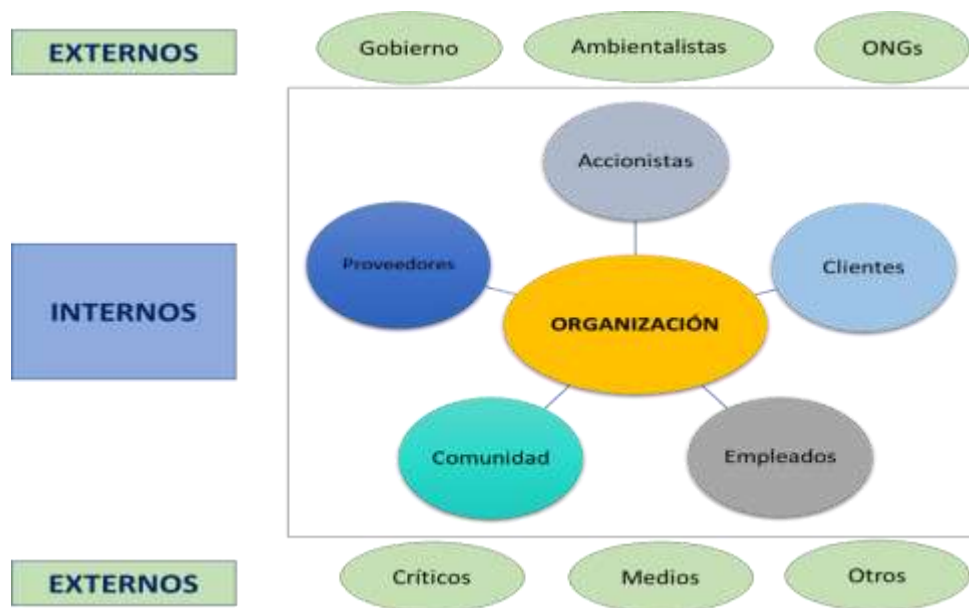 EXTERNOS
Gobierno
Ambientalistas
ONGs
Accionistas
Proveedores
Clientes
INTERNOS
ORGANIZACIÓN
Comunidad
Empleados
EXTERNOS
Críticos
Medios
Otros